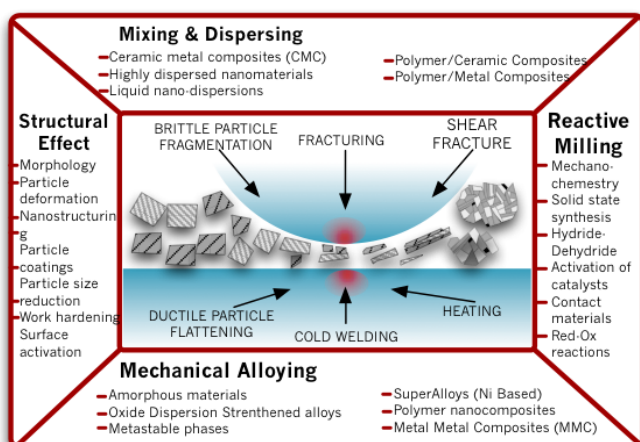 Mixing & Dispersing
Ceramic metal composites (CMC)
Highly dispersed nanomaterials
Liquid nano-dispersions
Polymer/Ceramic Composites
Polymer/Metal Composites
Structural
Effect
Morphology
Particle
deformation
Nanostructurin
g
Particle
coatings
Particle size
reduction
Work hardening
Surface
activation
BRITTLE PARTICLE
FRAGMENTATION
FRACTURING
SHEAR
FRACTURE
DUCTILE PARTICLE
FLATTENING
COLD WELDING
HEATING
Reactive
Milling
Mechano-
chemestry
Solid state
synthesis
Hydride-
Dehydride
Activation of
catalysts
Contact
materials
Red-Ox
reactions
Mechanical Alloying
Amorphous materials
Oxide Dispersion Strenthened alloys
Metastable phases
SuperAlloys (Ni Based)
Polymer nanocomposites
Metal Metal Composites (MMC)